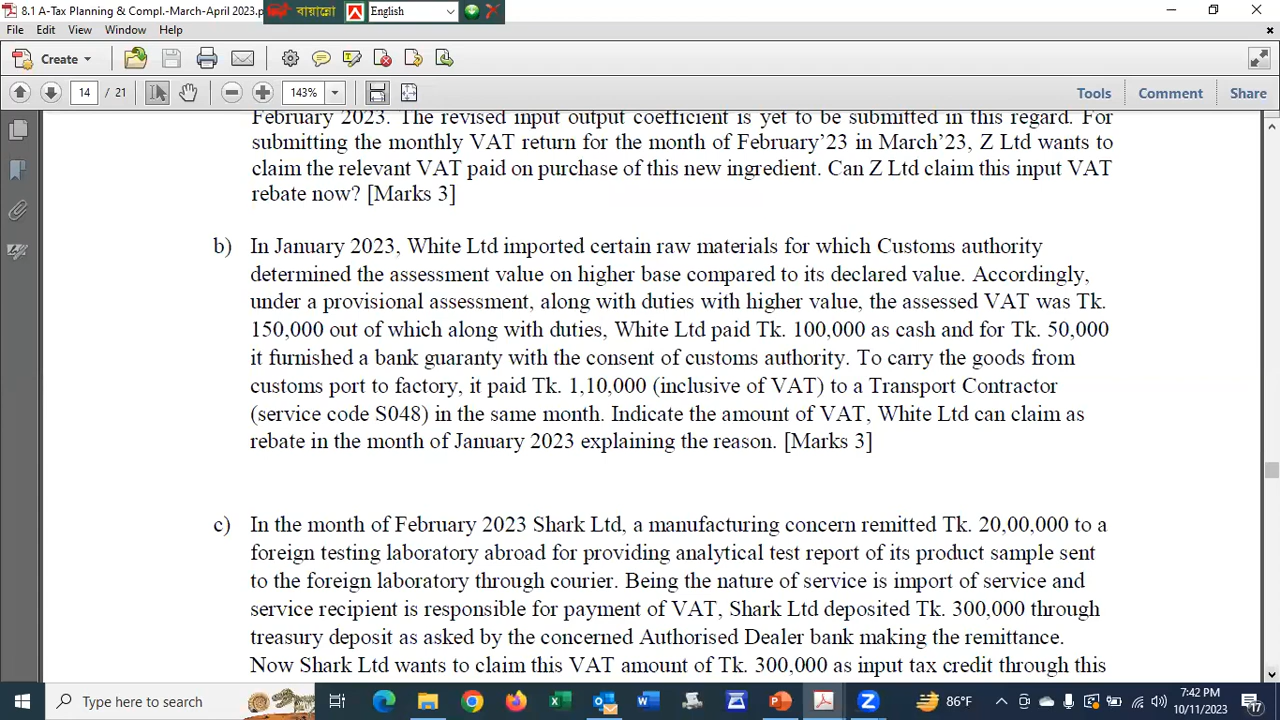 8.1 A-Tax Planning & Compl.-March-April 2023.p
বায়ান্নো
English
File Edit View Window Help
Create
14 / 21
143%
Tools Comment Share
February 2023. The revised input output coefficient is yet to be submitted in this regard. For
submitting the monthly VAT return for the month of February’23 in March’23, Z Ltd wants to
claim the relevant VAT paid on purchase of this new ingredient. Can Z Ltd claim this input VAT
rebate now? [Marks 3]
b) In January 2023, White Ltd imported certain raw materials for which Customs authority
determined the assessment value on higher base compared to its declared value. Accordingly,
under a provisional assessment, along with duties with higher value, the assessed VAT was Tk.
150,000 out of which along with duties, White Ltd paid Tk. 100,000 as cash and for Tk. 50,000
it furnished a bank guaranty with the consent of customs authority. To carry the goods from
customs port to factory, it paid Tk. 1,10,000 (inclusive of VAT) to a Transport Contractor
(service code S048) in the same month. Indicate the amount of VAT, White Ltd can claim as
rebate in the month of January 2023 explaining the reason. [Marks 3]
c) In the month of February 2023 Shark Ltd, a manufacturing concern remitted Tk. 20,00,000 to a
foreign testing laboratory abroad for providing analytical test report of its product sample sent
to the foreign laboratory through courier. Being the nature of service is import of service and
service recipient is responsible for payment of VAT, Shark Ltd deposited Tk. 300,000 through
treasury deposit as asked by the concerned Authorised Dealer bank making the remittance.
Now Shark Ltd wants to claim this VAT amount of Tk. 300,000 as input tax credit through this
Type here to search
86°F
7:42 PM
10/11/2023
17